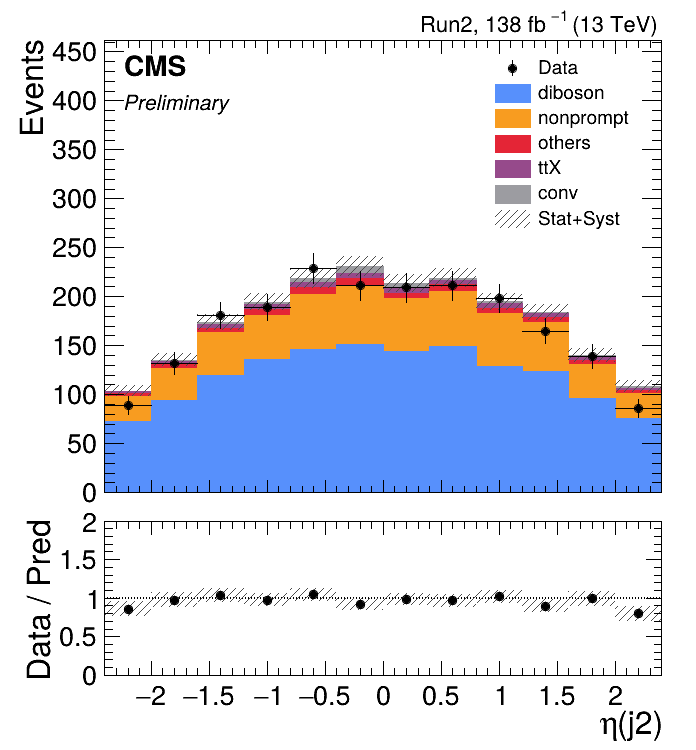 Run2, 138 fb⁻¹ (13 TeV)
CMS
Preliminary
Events
450
400
350
300
250
200
150
100
50
0
Data
diboson
nonprompt
others
ttX
conv
Stat+Syst
Data / Pred
2
1.5
1
0.5
0
−2 −1.5 −1 −0.5 0 0.5 1 1.5 2
η(j2)